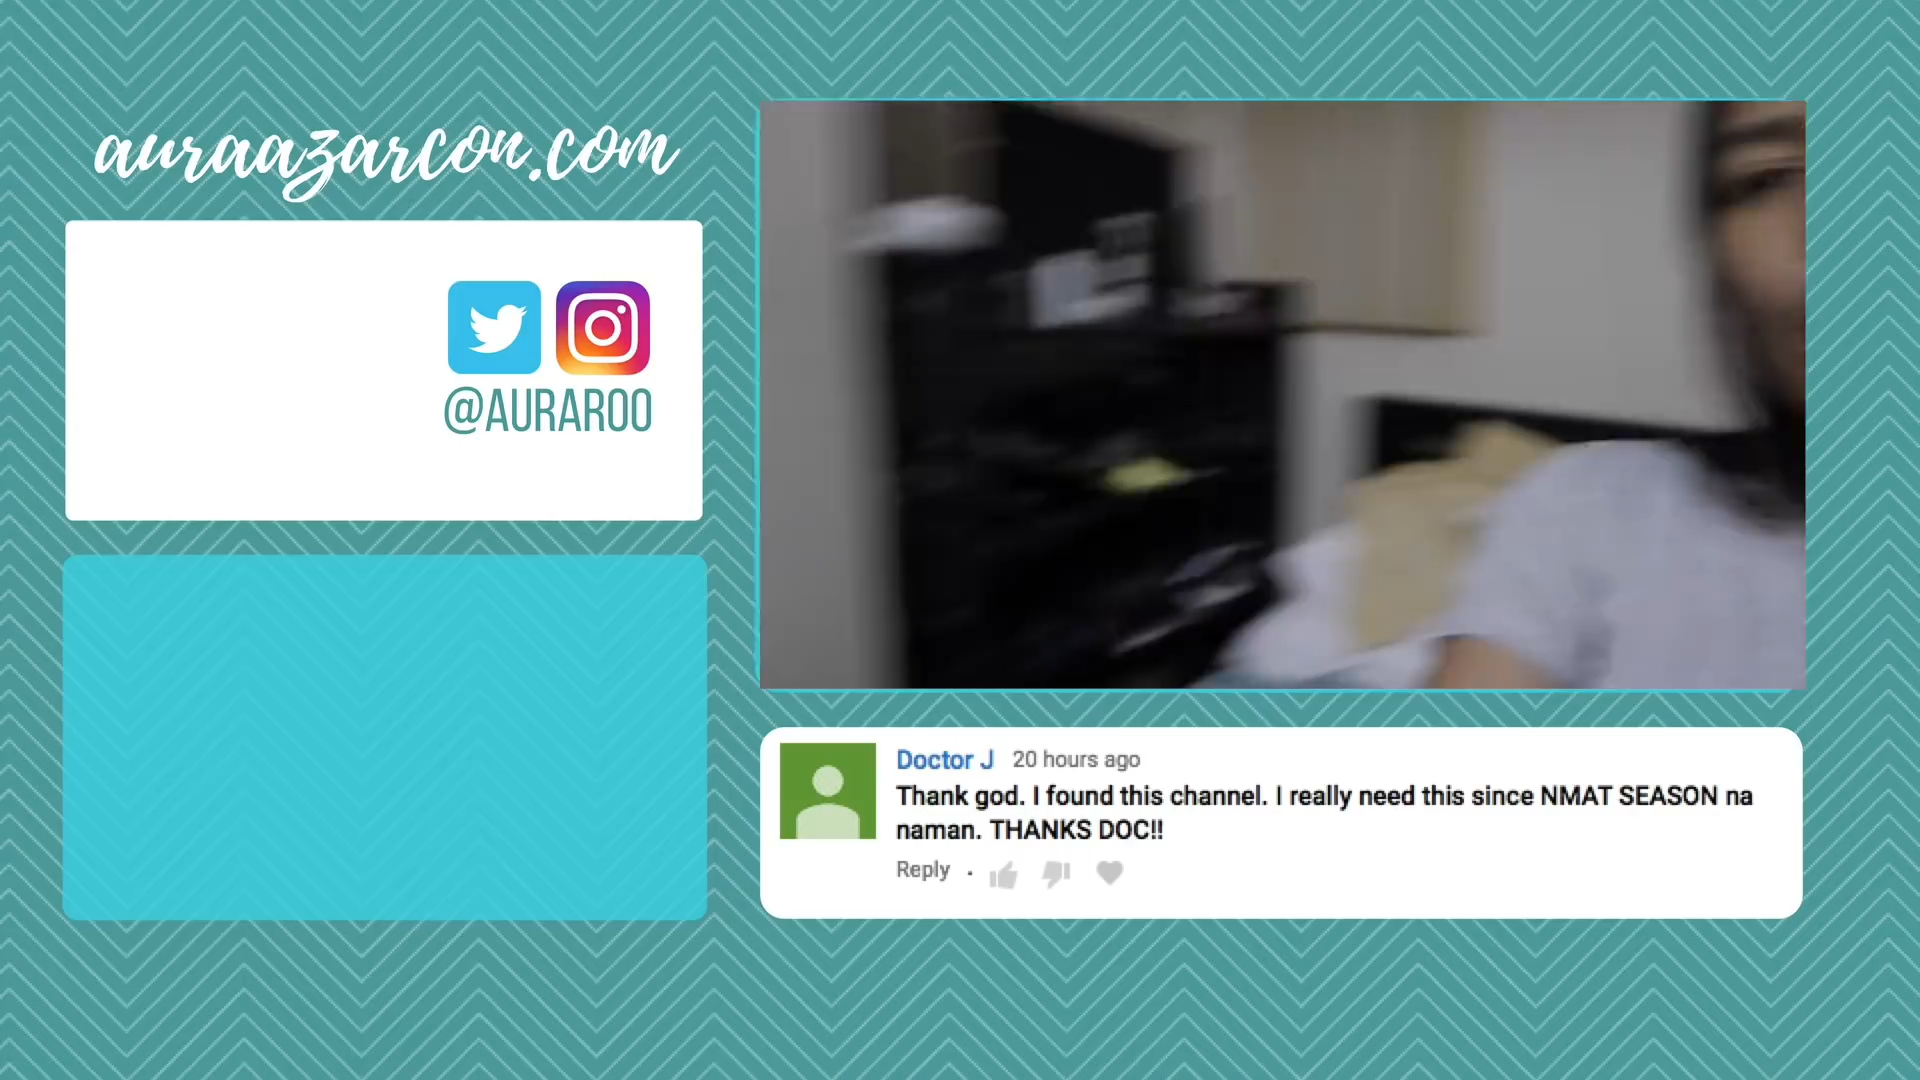 auraazarcon.com
@AURAROO
Doctor J 20 hours ago
Thank god. I found this channel. I really need this since NMAT SEASON na
naman. THANKS DOC!!
Reply .